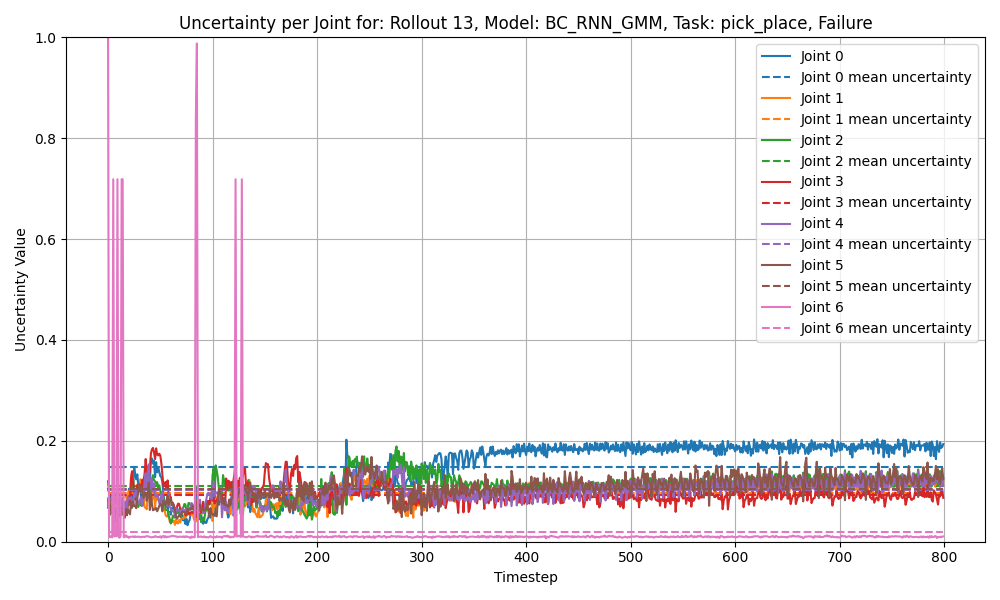 Uncertainty per Joint for: Rollout 13, Model: BC_RNN_GMM, Task: pick_place, Failure
1.0
0.8
0.6
0.4
0.2
0.0
Uncertainty Value
Joint 0
Joint 0 mean uncertainty
Joint 1
Joint 1 mean uncertainty
Joint 2
Joint 2 mean uncertainty
Joint 3
Joint 3 mean uncertainty
Joint 4
Joint 4 mean uncertainty
Joint 5
Joint 5 mean uncertainty
Joint 6
Joint 6 mean uncertainty
0 100 200 300 400 500 600 700 800
Timestep